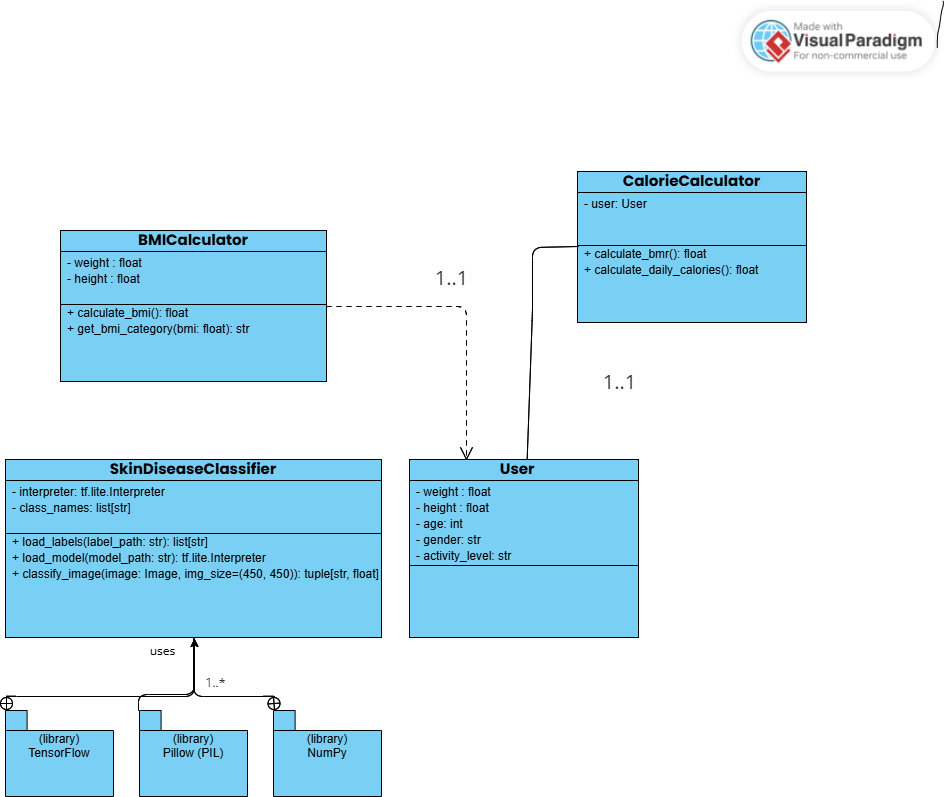 Made with
Visual Paradigm
For non-commercial use
CalorieCalculator
- user: User
+ calculate_bmr(): float
+ calculate_daily_calories(): float
BMICalculator
- weight : float
- height : float
+ calculate_bmi(): float
+ get_bmi_category(bmi: float): str
1..1
1..1
SkinDiseaseClassifier
- interpreter: tf.lite.Interpreter
- class_names: list[str]
+ load_labels(label_path: str): list[str]
+ load_model(model_path: str): tf.lite.Interpreter
+ classify_image(image: Image, img_size=(450, 450)): tuple[str, float]
User
- weight : float
- height : float
- age: int
- gender: str
- activity_level: str
uses
1..*
(library)
TensorFlow
(library)
Pillow (PIL)
(library)
NumPy